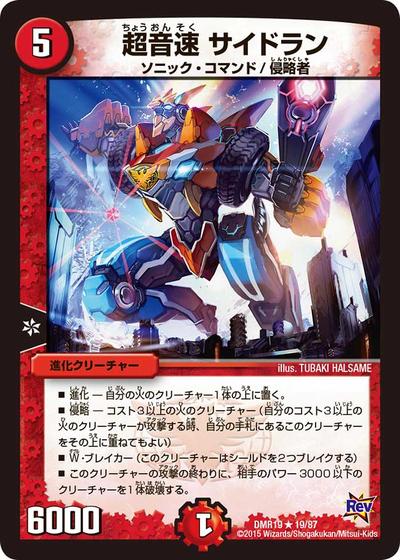 5
ちょうおんそく
超音速 サイドラン
しんりゃくしゃ
ソニック・コマンド/侵略者
illus. TUBAKI HALSAME
進化クリーチャー
■ 進化 — 自分の火のクリーチャー1体の上に置く。
■ 侵略 — コスト3以上の火のクリーチャー (自分のコスト3以上の
火のクリーチャーが攻撃する時、自分の手札にあるこのクリーチャー
をその上に重ねてもよい)
■ W・ブレイカー (このクリーチャーはシールドを2つブレイクする)
■ このクリーチャーの攻撃の終わりに、相手のパワー3000以下の
クリーチャーを1体破壊する。
6000
1
Rev
DMR19 ★ 19/87
©2015 Wizards/Shogakukan/Mitsui-Kids